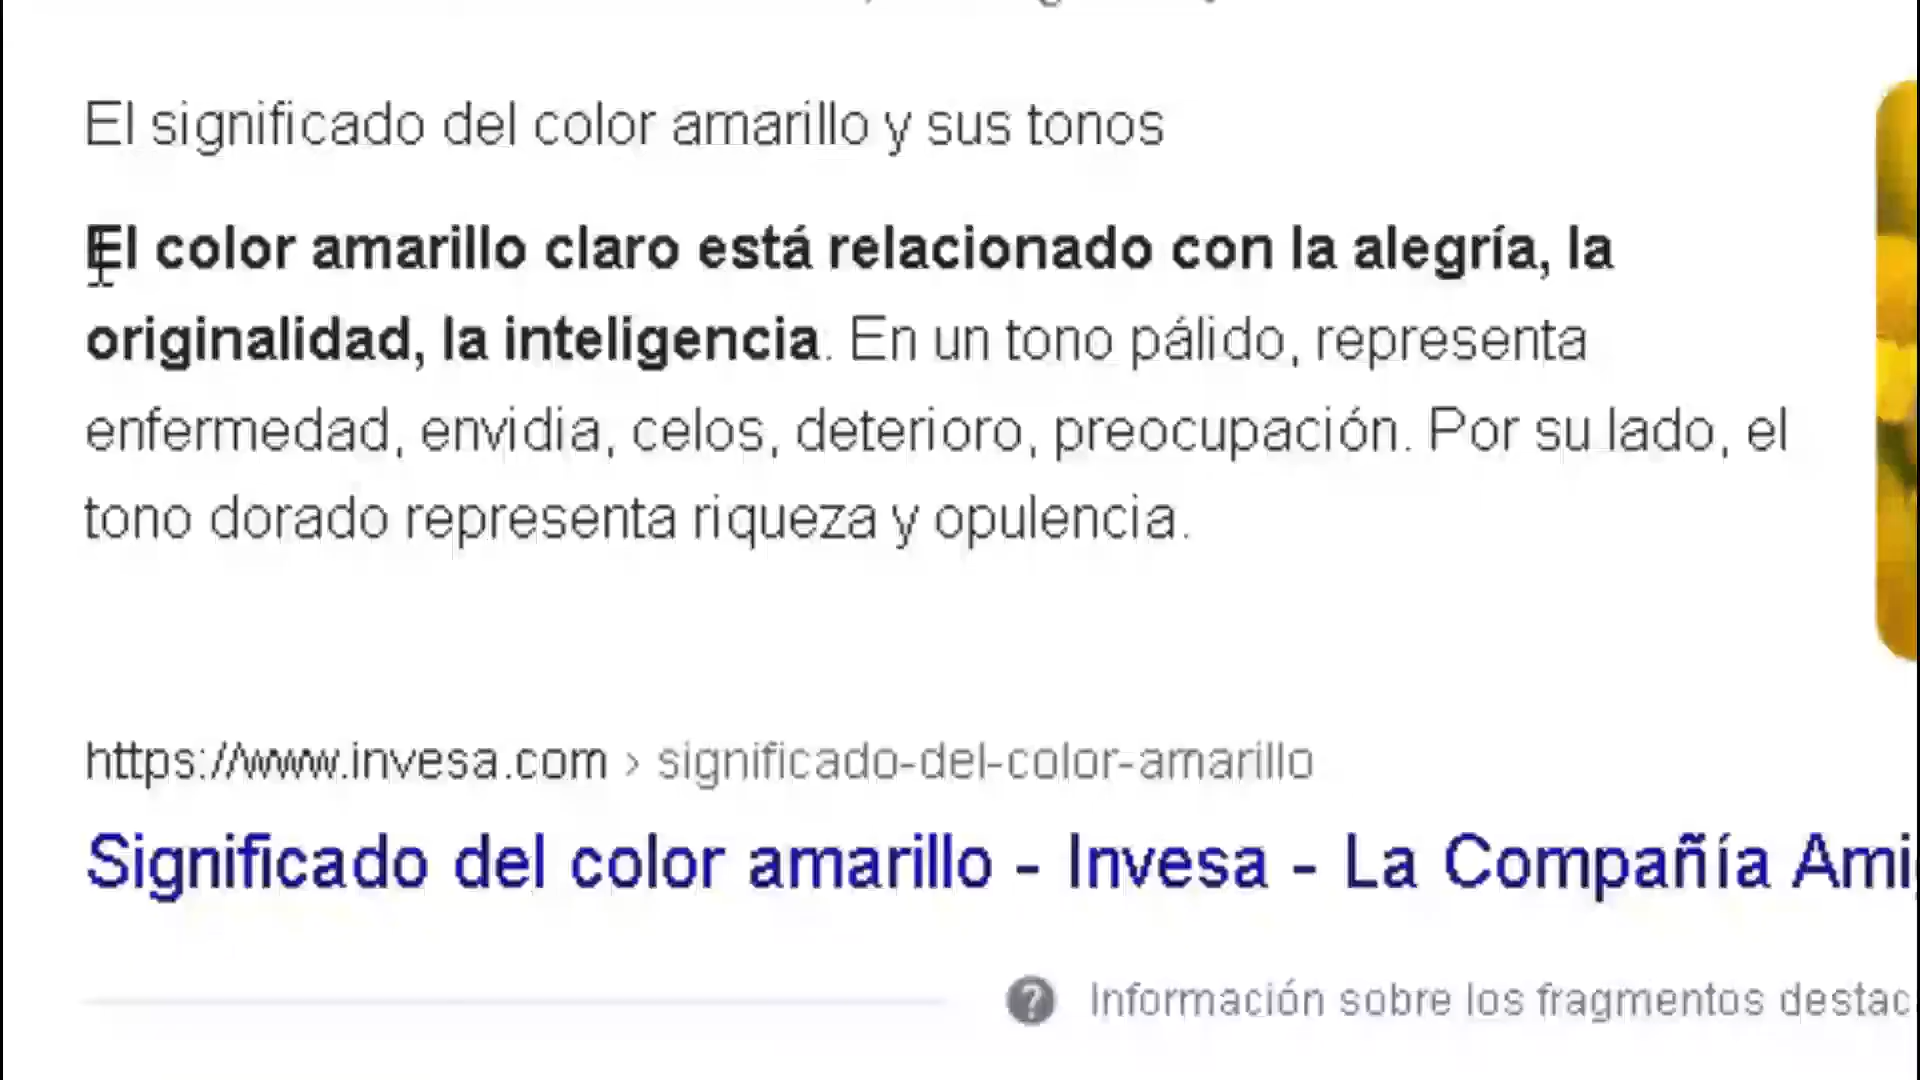 El significado del color amarillo y sus tonos
El color amarillo claro está relacionado con la alegría, la
originalidad, la inteligencia. En un tono pálido, representa
enfermedad, envidia, celos, deterioro, preocupación. Por su lado, el
tono dorado representa riqueza y opulencia.
https://www.invesa.com › significado-del-color-amarillo
Significado del color amarillo - Invesa - La Compañía Ami
Información sobre los fragmentos destac